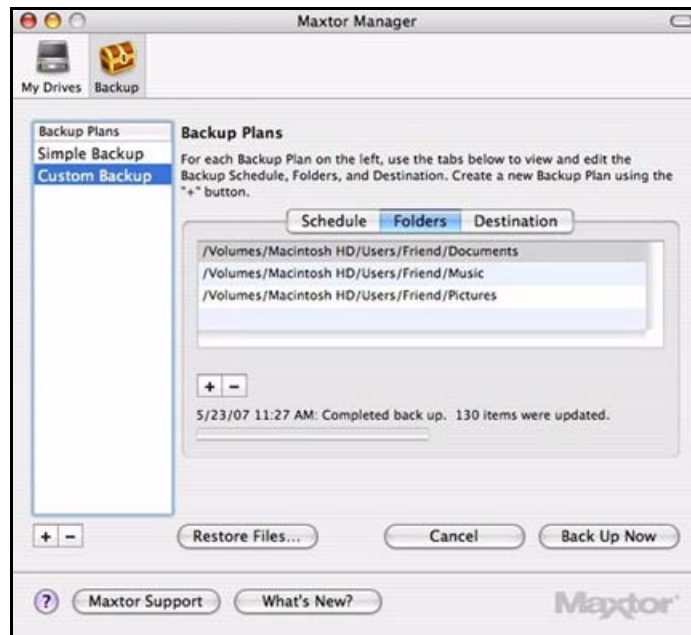 Maxtor Manager
My Drives Backup
Backup Plans
Simple Backup
Custom Backup
Backup Plans
For each Backup Plan on the left, use the tabs below to view and edit the
Backup Schedule, Folders, and Destination. Create a new Backup Plan using the
"+" button.
Schedule Folders Destination
/Volumes/Macintosh HD/Users/Friend/Documents
/Volumes/Macintosh HD/Users/Friend/Music
/Volumes/Macintosh HD/Users/Friend/Pictures
+ −
5/23/07 11:27 AM: Completed back up. 130 items were updated.
+ − Restore Files... Cancel Back Up Now
? Maxtor Support What's New? Maxtor